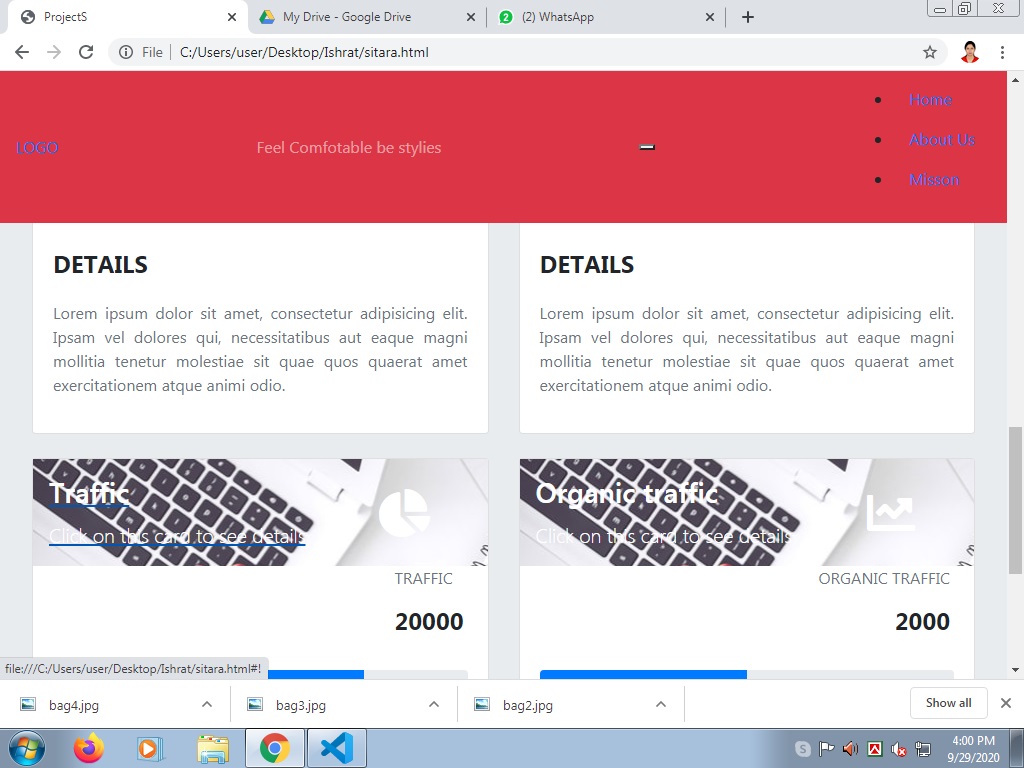 ProjectS
My Drive - Google Drive
(2) WhatsApp
File
C:/Users/user/Desktop/Ishrat/sitara.html
LOGO
Feel Comfotable be stylies
Home
About Us
Misson
DETAILS
Lorem ipsum dolor sit amet, consectetur adipisicing elit.
Ipsam vel dolores qui, necessitatibus aut eaque magni
mollitia tenetur molestiae sit quae quos quaerat amet
exercitationem atque animi odio.
DETAILS
Lorem ipsum dolor sit amet, consectetur adipisicing elit.
Ipsam vel dolores qui, necessitatibus aut eaque magni
mollitia tenetur molestiae sit quae quos quaerat amet
exercitationem atque animi odio.
Traffic
Click on this card to see details
TRAFFIC
20000
Organic traffic
Click on this card to see details
ORGANIC TRAFFIC
2000
file:///C:/Users/user/Desktop/Ishrat/sitara.html#!
bag4.jpg
bag3.jpg
bag2.jpg
Show all
4:00 PM
9/29/2020